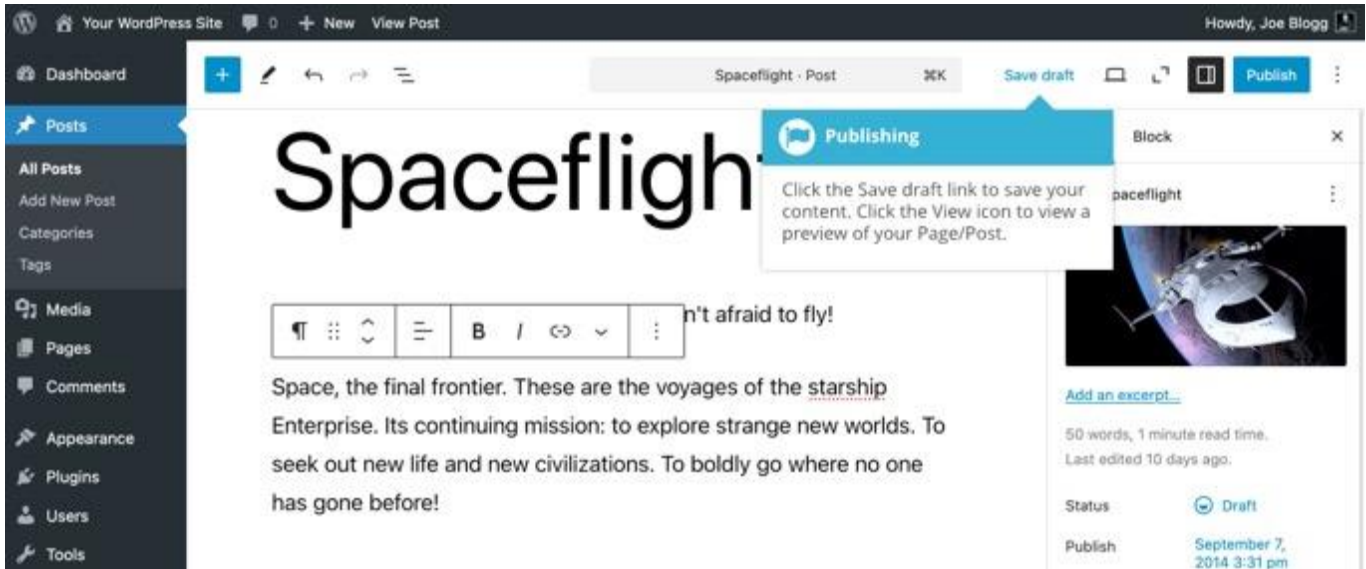 Your WordPress Site 0 + New View Post Howdy, Joe Blogg
Dashboard
Spaceflight · Post ⌘K Save draft Publish
Posts
All Posts
Add New Post
Categories
Tags
Media
Pages
Comments
Appearance
Plugins
Users
Tools
Spacefligh
Publishing
Click the Save draft link to save your
content. Click the View icon to view a
preview of your Page/Post.
B I
n't afraid to fly!
Space, the final frontier. These are the voyages of the starship
Enterprise. Its continuing mission: to explore strange new worlds. To
seek out new life and new civilizations. To boldly go where no one
has gone before!
Block
paceflight
Add an excerpt...
50 words, 1 minute read time.
Last edited 10 days ago.
Status Draft
Publish September 7,
2014 3:31 pm